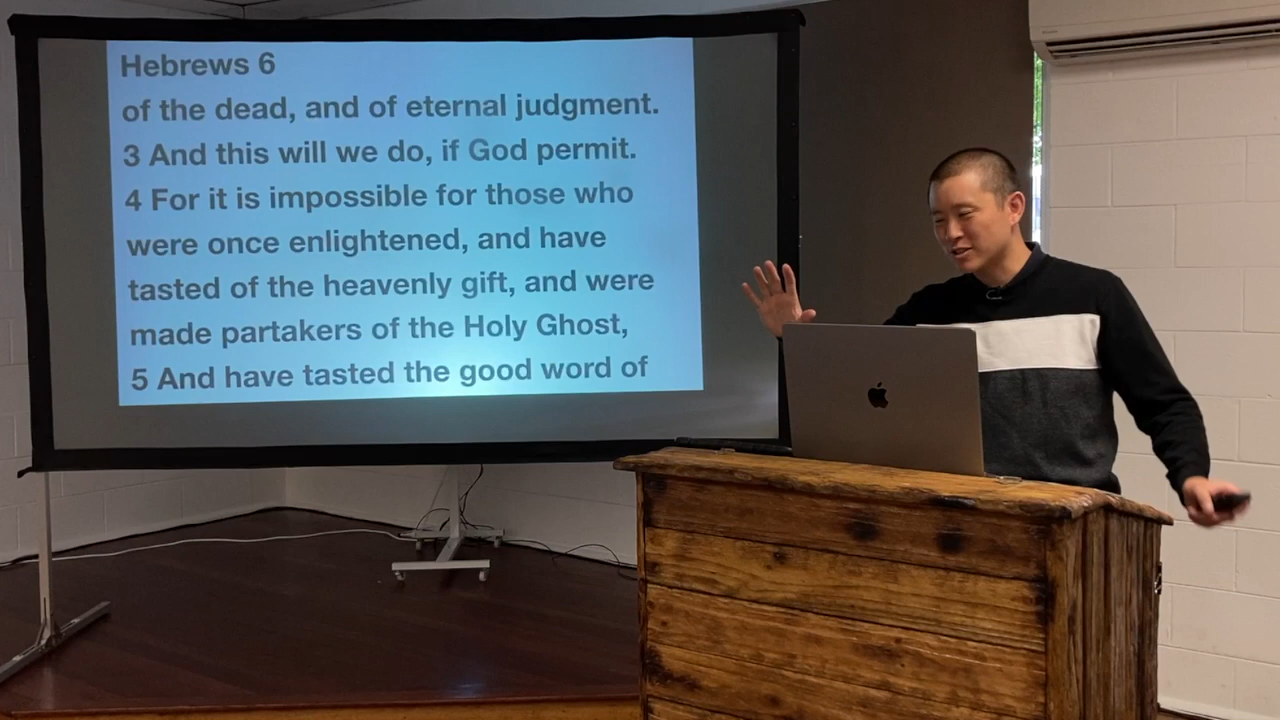 Hebrews 6
of the dead, and of eternal judgment.
3 And this will we do, if God permit.
4 For it is impossible for those who
were once enlightened, and have
tasted of the heavenly gift, and were
made partakers of the Holy Ghost,
5 And have tasted the good word of